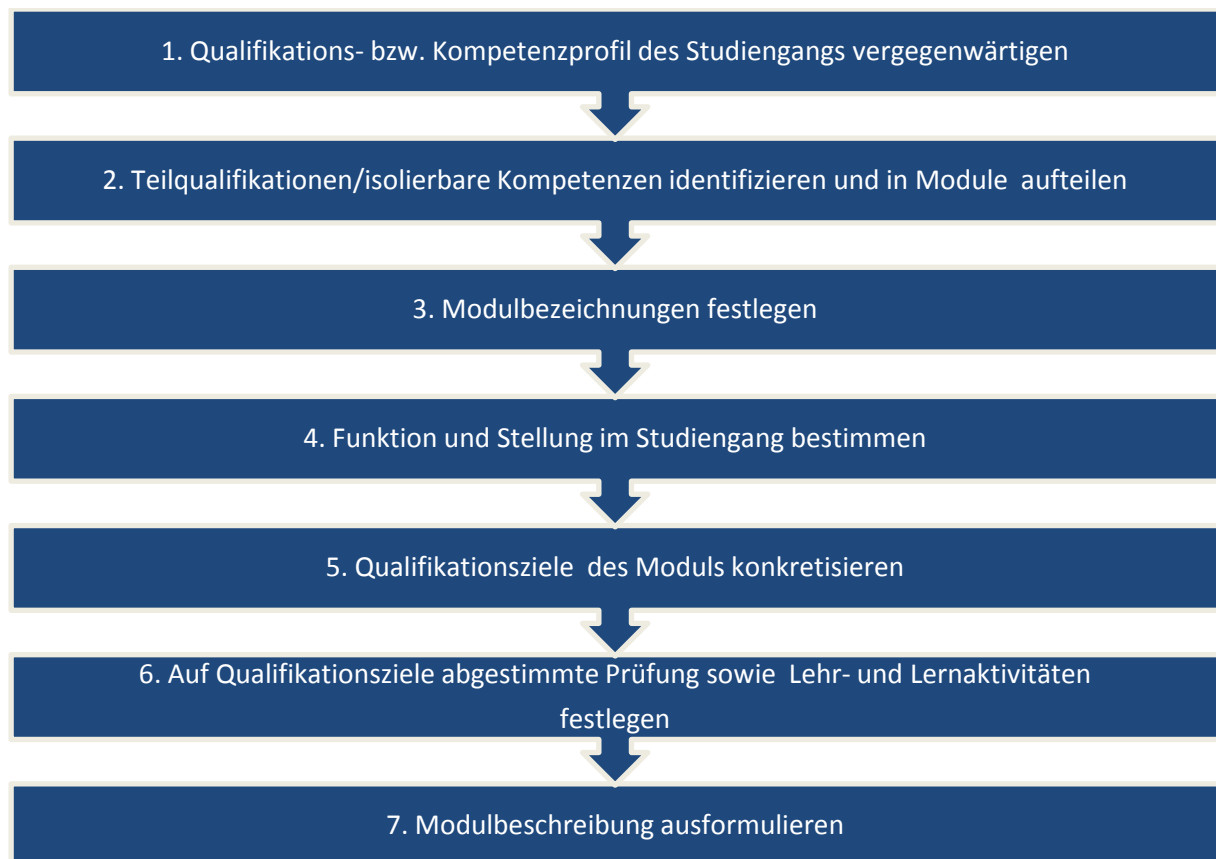 1. Qualifikations- bzw. Kompetenzprofil des Studiengangs vergegenwärtigen
2. Teilqualifikationen/isolierbare Kompetenzen identifizieren und in Module aufteilen
3. Modulbezeichnungen festlegen
4. Funktion und Stellung im Studiengang bestimmen
5. Qualifikationsziele des Moduls konkretisieren
6. Auf Qualifikationsziele abgestimmte Prüfung sowie Lehr- und Lernaktivitäten
festlegen
7. Modulbeschreibung ausformulieren